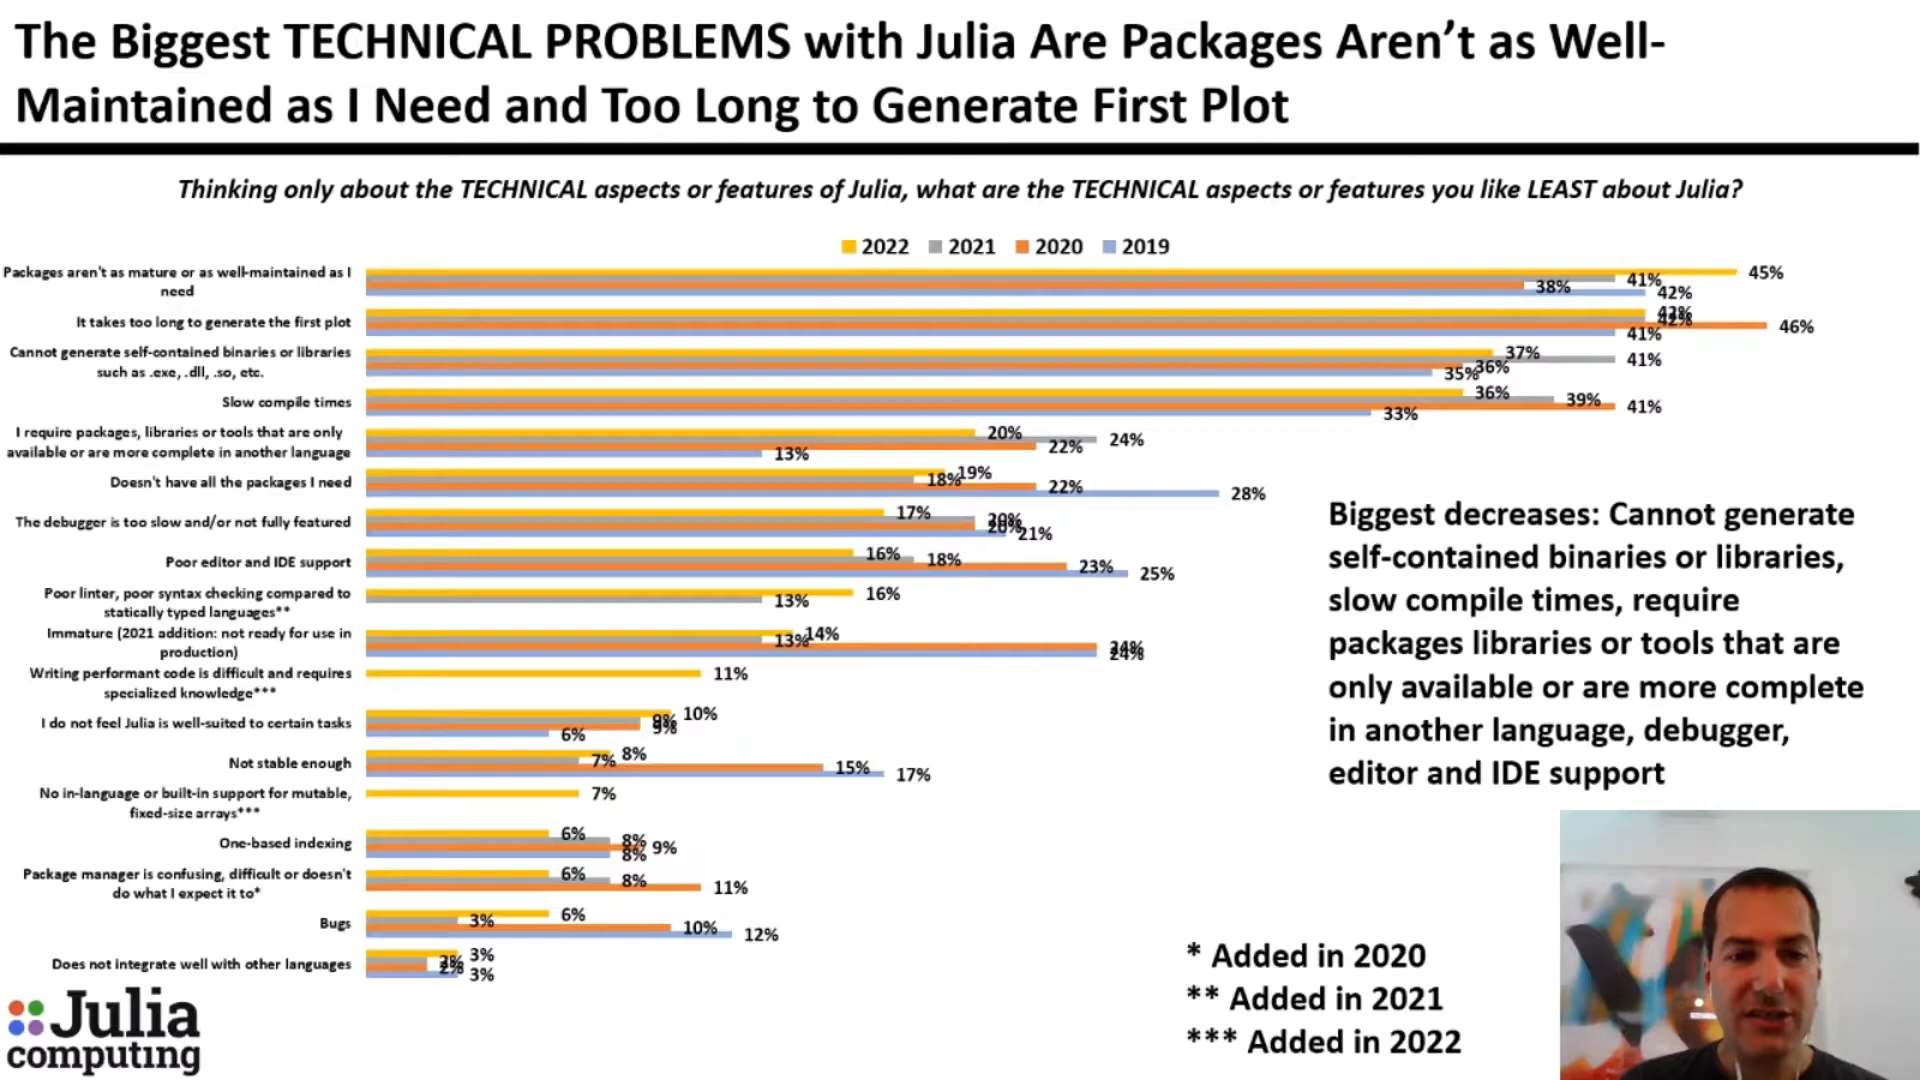 The Biggest TECHNICAL PROBLEMS with Julia Are Packages Aren't as Well-
Maintained as I Need and Too Long to Generate First Plot
Thinking only about the TECHNICAL aspects or features of Julia, what are the TECHNICAL aspects or features you like LEAST about Julia?
2022 2021 2020 2019
Packages aren't as mature or as well-maintained as I
need
45%
41%
38%
42%
It takes too long to generate the first plot
42%
42%
46%
41%
Cannot generate self-contained binaries or libraries
such as .exe, .dll, .so, etc.
37%
41%
36%
35%
Slow compile times
36%
39%
41%
33%
I require packages, libraries or tools that are only
available or are more complete in another language
20%
24%
22%
13%
Doesn't have all the packages I need
19%
18%
22%
28%
The debugger is too slow and/or not fully featured
17%
20%
20%
21%
Poor editor and IDE support
16%
18%
23%
25%
Poor linter, poor syntax checking compared to
statically typed languages**
16%
13%
Immature (2021 addition: not ready for use in
production)
14%
13%
24%
24%
Writing performant code is difficult and requires
specialized knowledge***
11%
I do not feel Julia is well-suited to certain tasks
10%
9%
9%
6%
Not stable enough
8%
7%
15%
17%
No in-language or built-in support for mutable,
fixed-size arrays***
7%
One-based indexing
6%
8%
9%
8%
Package manager is confusing, difficult or doesn't
do what I expect it to*
6%
8%
11%
Bugs
6%
3%
10%
12%
Does not integrate well with other languages
3%
2%
2%
3%
Biggest decreases: Cannot generate
self-contained binaries or libraries,
slow compile times, require
packages libraries or tools that are
only available or are more complete
in another language, debugger,
editor and IDE support
* Added in 2020
** Added in 2021
*** Added in 2022
Julia
computing